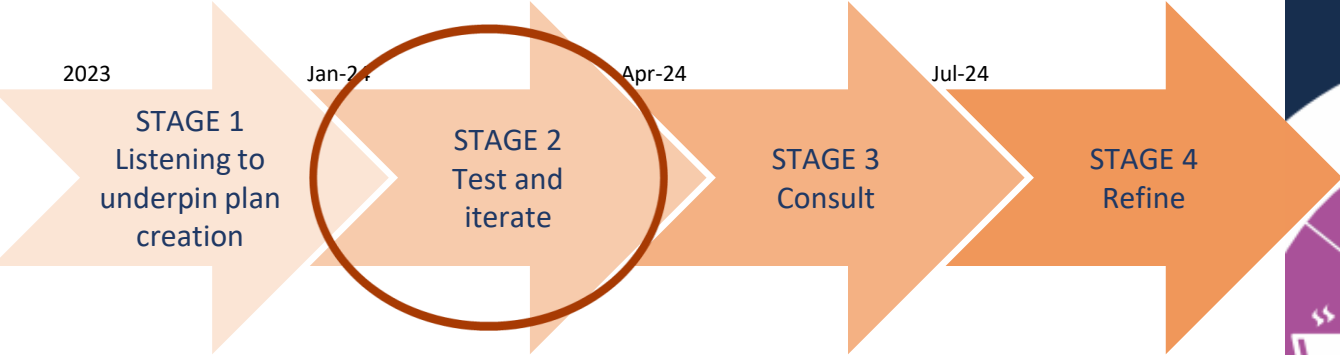 2023
Jan-24
Apr-24
Jul-24
STAGE 1
Listening to
underpin plan
creation
STAGE 2
Test and
iterate
STAGE 3
Consult
STAGE 4
Refine